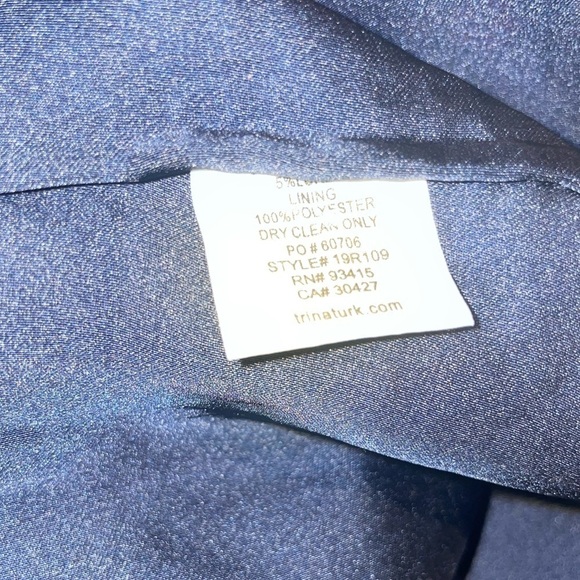 5%
LINING
100%POLYESTER
DRY CLEAN ONLY
PO # 60706
STYLE# 19R109
RN# 93415
CA# 30427
trinaturk.com